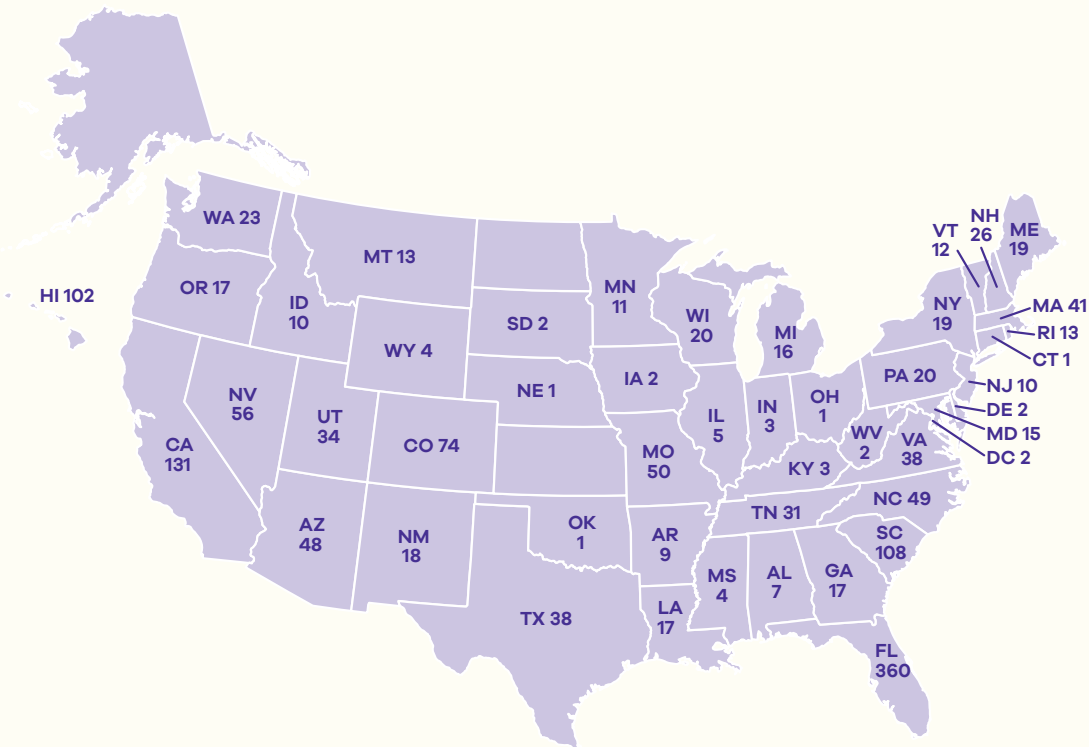 WA 23
MT 13
OR 17
ID
10
HI 102
WY 4
SD 2
NE 1
MN
11
WI
20
MI
16
IA 2
NV
56
UT
34
CO 74
CA
131
AZ
48
NM
18
TX 38
OK
1
MO
50
AR
9
LA
17
IL
5
IN
3
OH
1
KY 3
TN 31
MS
4
AL
7
GA
17
FL
360
SC
108
NC 49
VA
38
WV
2
PA 20
NY
19
VT
12
NH
26
ME
19
MA 41
RI 13
CT 1
NJ 10
DE 2
MD 15
DC 2